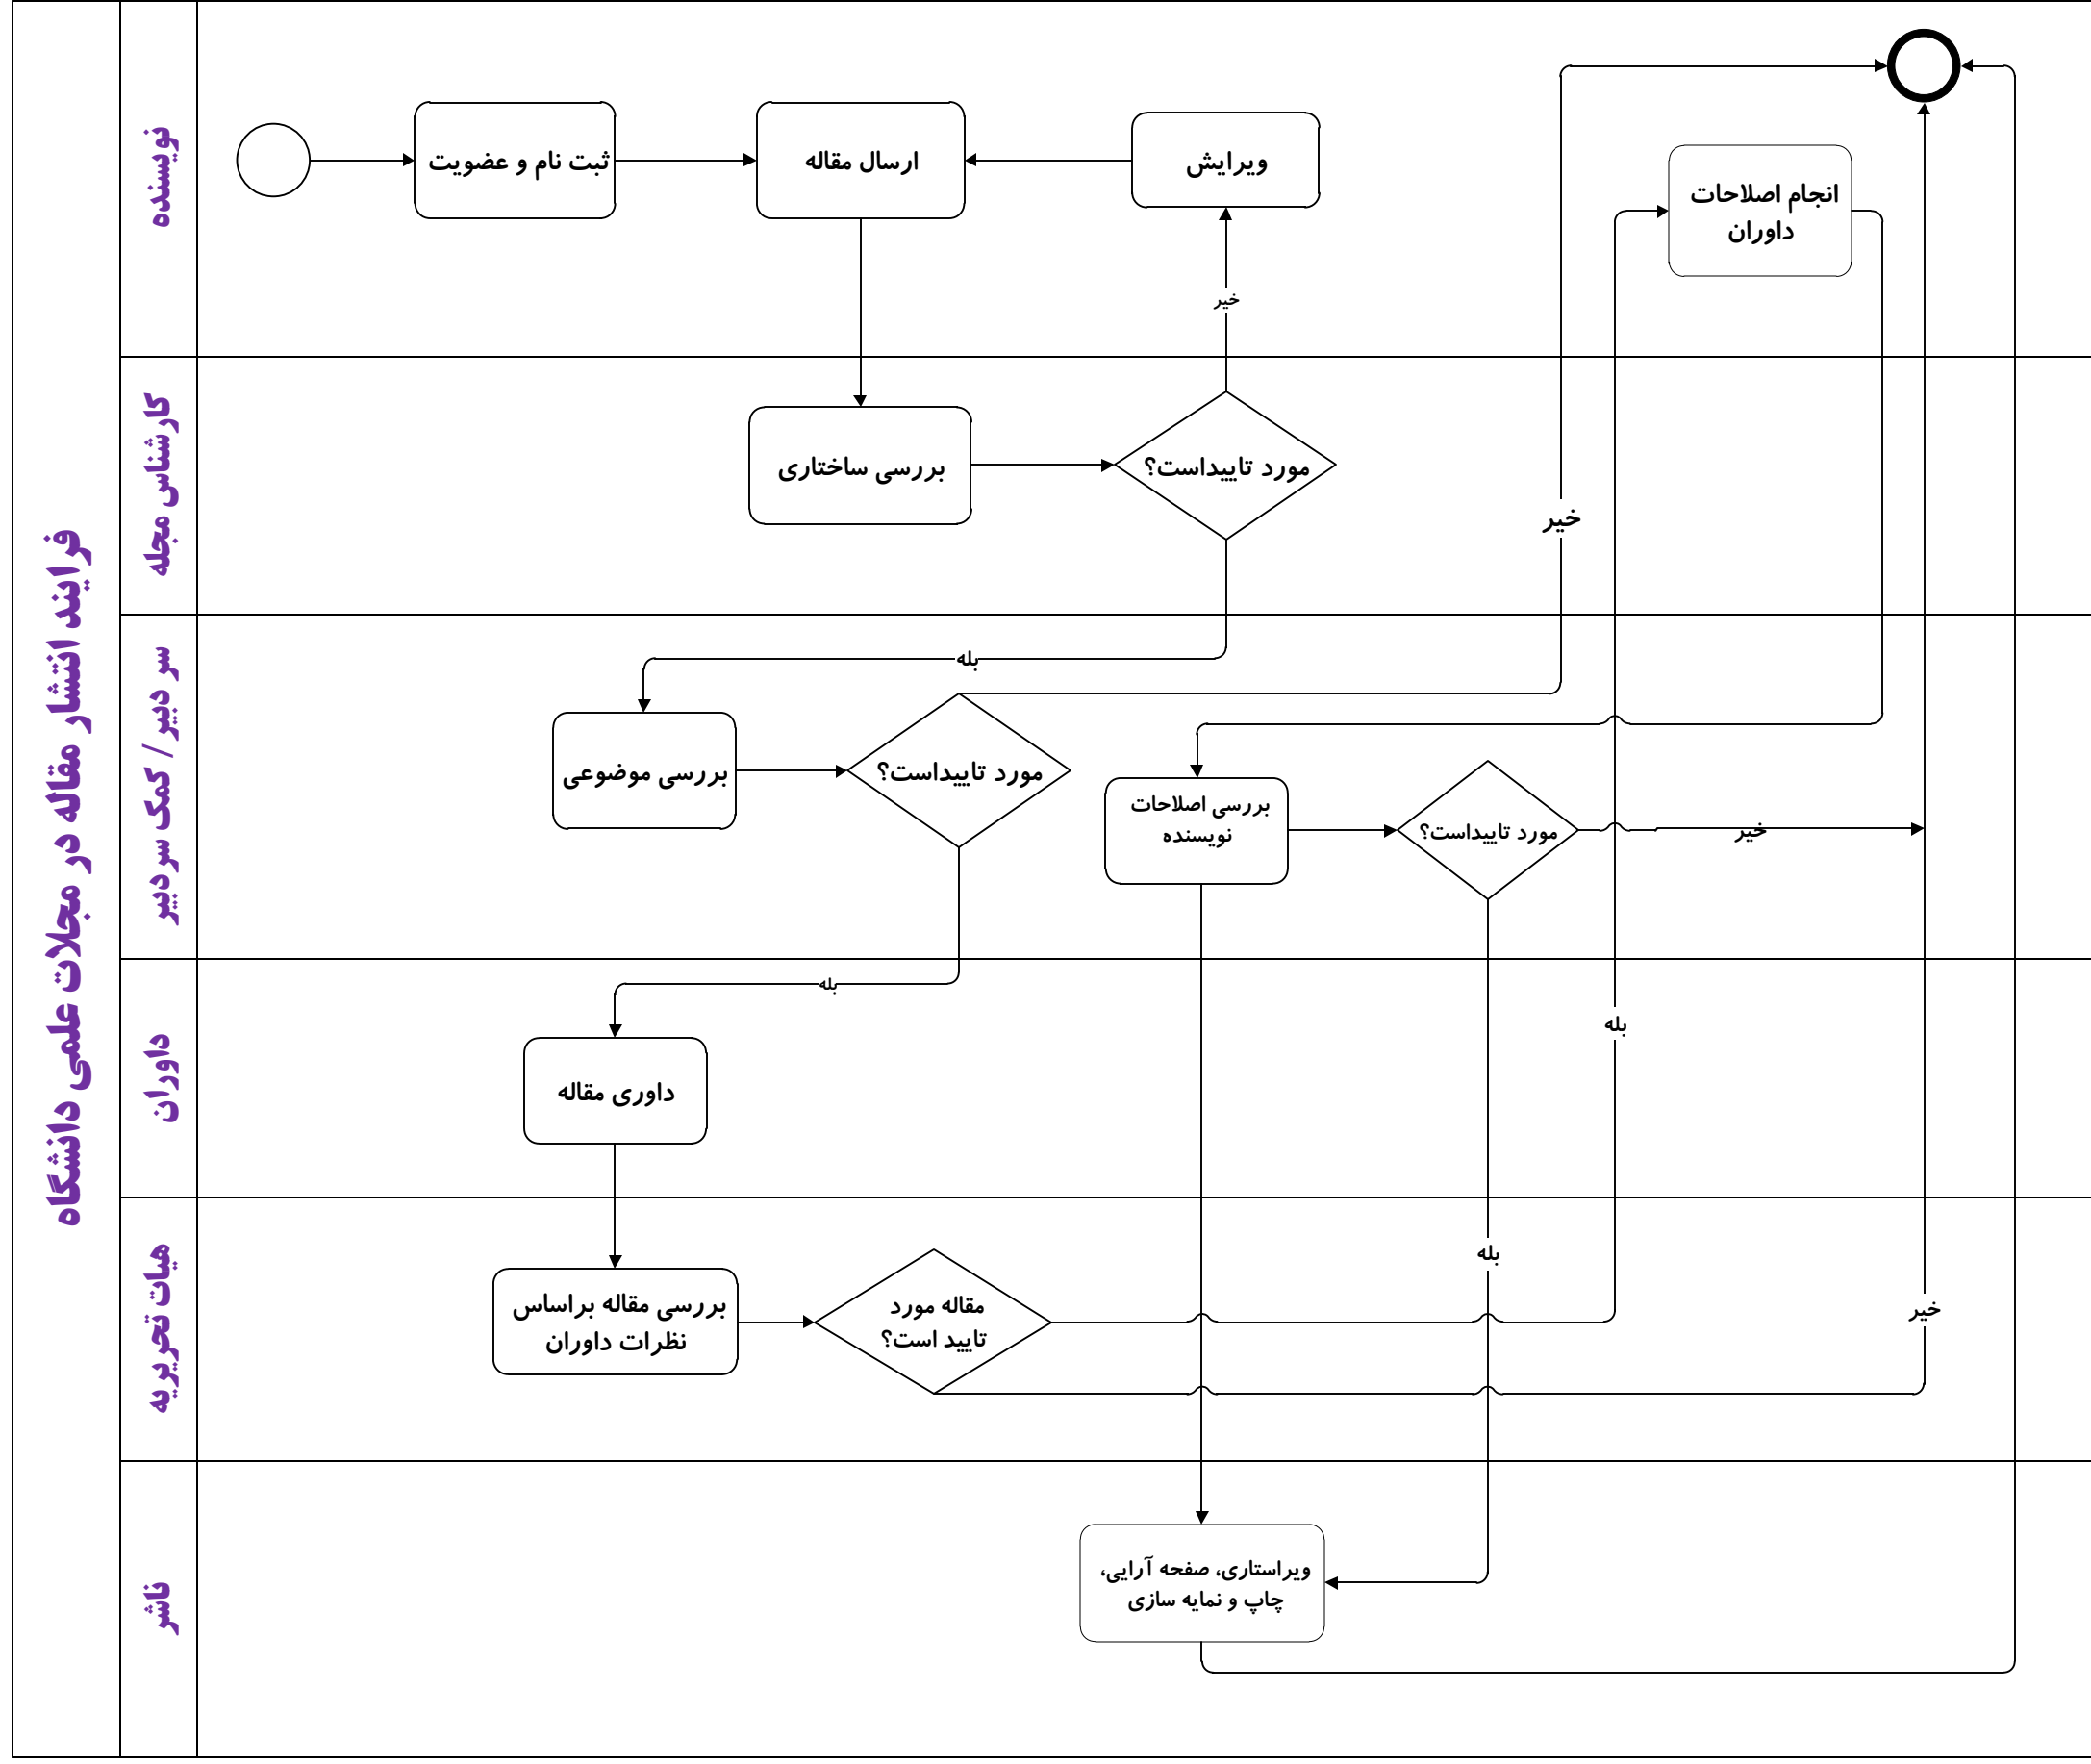 فرایند انتشار مقاله در مجلات علمی دانشگاه
نویسنده
ثبت نام و عضویت
ارسال مقاله
ویرایش
انجام اصلاحات
داوران
خیر
کارشناس مجله
بررسی ساختاری
مورد تاییداست؟
خیر
سر دبیر / کمک سردبیر
بله
بررسی موضوعی
مورد تاییداست؟
بررسی اصلاحات
نویسنده
مورد تاییداست؟
خیر
داوران
بله
بله
داوری مقاله
هیات تحریریه
بله
بررسی مقاله براساس
نظرات داوران
مقاله مورد
تایید است؟
خیر
ناشر
ویراستاری، صفحه آرایی،
چاپ و نمایه سازی